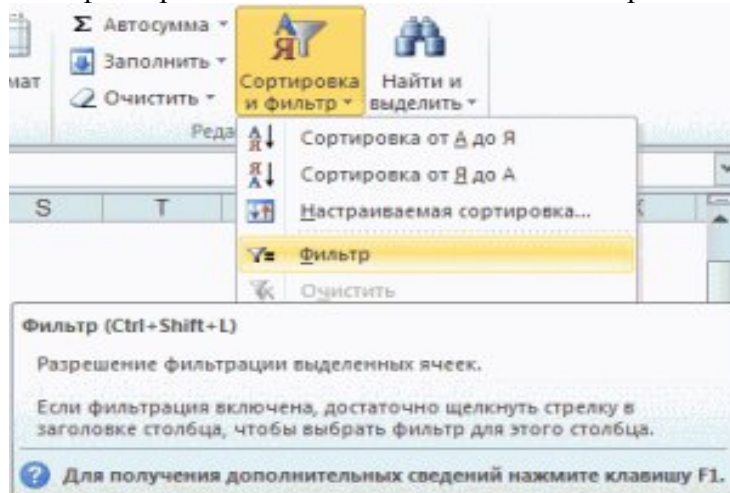 Σ Автосумма
Заполнить
Очистить
мат
Сортировка и фильтр
Найти и выделить
Реда
Сортировка от А до Я
Сортировка от Я до А
Настраиваемая сортировка...
S T
Фильтр
Очистить
Фильтр (Ctrl+Shift+L)
Разрешение фильтрации выделенных ячеек.
Если фильтрация включена, достаточно щелкнуть стрелку в
заголовке столбца, чтобы выбрать фильтр для этого столбца.
Для получения дополнительных сведений нажмите клавишу F1.